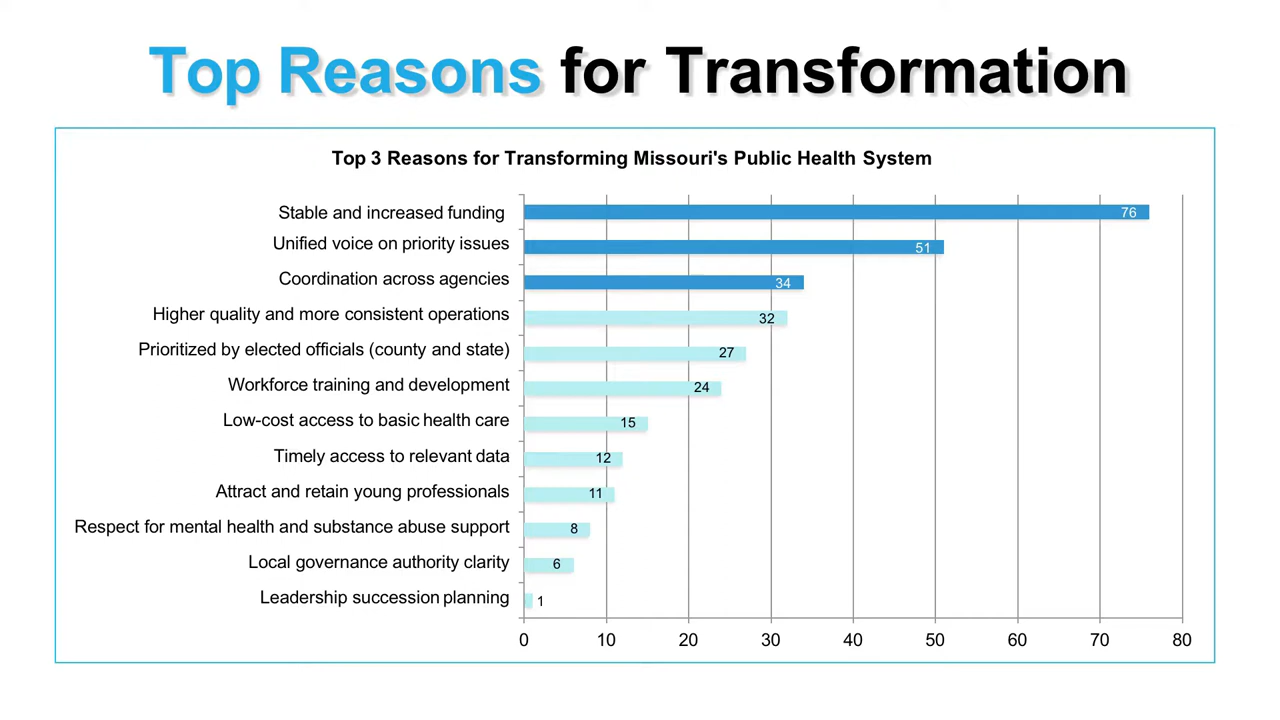 Top Reasons for Transformation
Top 3 Reasons for Transforming Missouri's Public Health System
Stable and increased funding 76
Unified voice on priority issues 51
Coordination across agencies 34
Higher quality and more consistent operations 32
Prioritized by elected officials (county and state) 27
Workforce training and development 24
Low-cost access to basic health care 15
Timely access to relevant data 12
Attract and retain young professionals 11
Respect for mental health and substance abuse support 8
Local governance authority clarity 6
Leadership succession planning 1
0 10 20 30 40 50 60 70 80